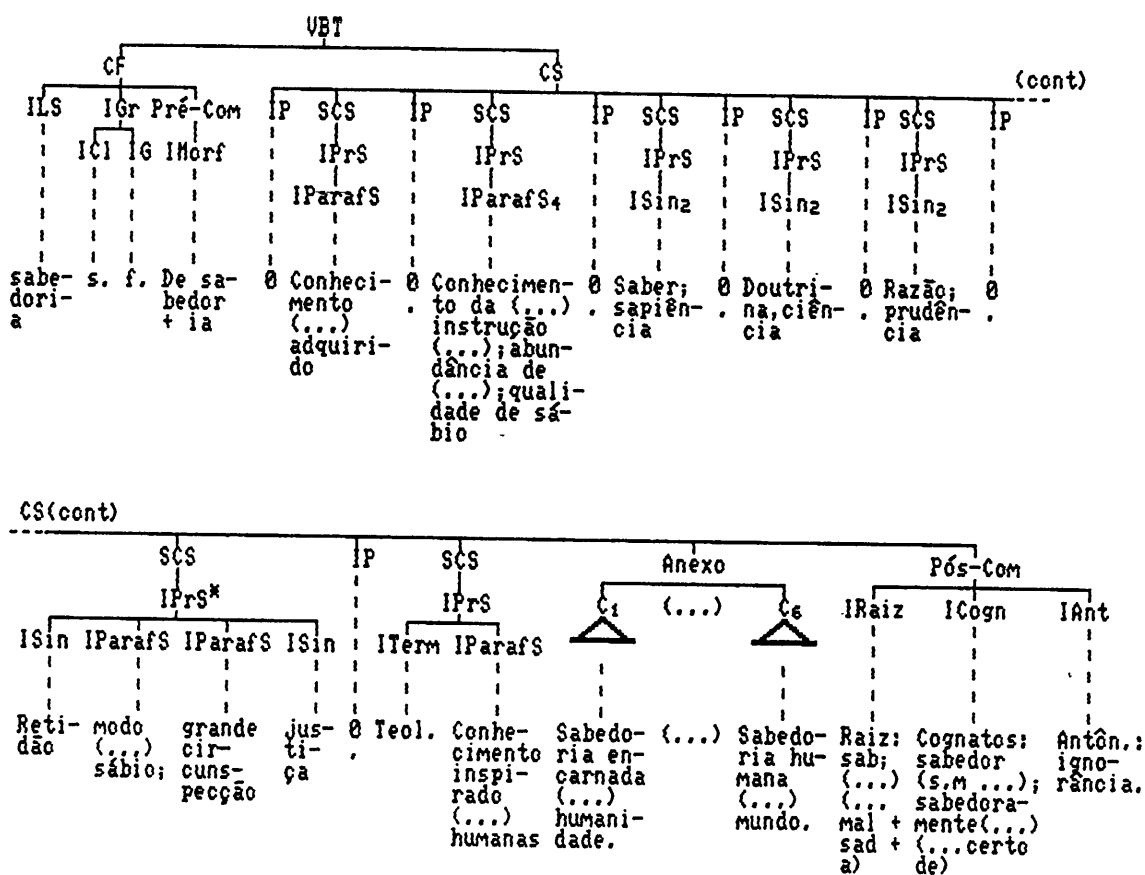 VBT
CF CS (cont)
ILS IGr Pré-Com IP SCS IP SCS IP SCS IP SCS IP SCS IP
ICl IG IMorf IPrS IPrS IPrS IPrS IPrS
IParafS IParafS4 ISin2 ISin2 ISin2
sabe- s. f. De sa- 0 Conheci- 0 Conhecimen- 0 Saber; 0 Doutri- 0 Razão; 0
dori- bedor mento . to da (...) . sapiên- . na,ciên- . prudên- .
a + ia (...) instrução cia cia cia
adquiri- (...);abun-
do dância de
(...);quali-
dade de sá-
bio
CS(cont)
SCS IP SCS Anexo Pós-Com
IPrS* IPrS C1 (...) C6 IRaiz ICogn IAnt
ISin IParafS IParafS ISin ITerm IParafS
Reti- modo grande jus- 0 Teol. Conhe- Sabedo- (...) Sabedo- Raiz: Cognatos: Antôn.:
dão (...) cir- ti- . cimento ria en- ria hu- sab; sabedor igno-
sábio; cuns- ça inspi- carnada mana (...) (s.m ...); rância.
pecção rado (...) (...) (... sabedora-
(...) humani- mundo. mal + mente(...)
humanas dade. sad + (...certo
a) de)